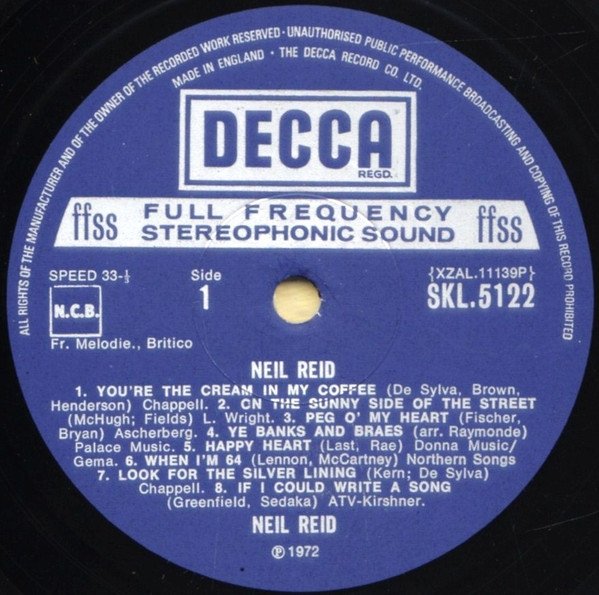 ALL RIGHTS OF THE MANUFACTURER AND OF THE OWNER OF THE RECORDED WORK RESERVED · UNAUTHORISED PUBLIC PERFORMANCE BROADCASTING AND COPYING OF THIS RECORD PROHIBITED
MADE IN ENGLAND · THE DECCA RECORD CO. LTD.
DECCA
REGD.
ffss FULL FREQUENCY ffss
STEREOPHONIC SOUND
SPEED 33-⅓ Side {XZAL.11139P}
N.C.B. 1 SKL.5122
Fr. Melodie., Britico
NEIL REID
1. YOU'RE THE CREAM IN MY COFFEE (De Sylva, Brown,
Henderson) Chappell. 2. ON THE SUNNY SIDE OF THE STREET
(McHugh; Fields) L. Wright. 3. PEG O' MY HEART (Fischer,
Bryan) Ascherberg. 4. YE BANKS AND BRAES (arr. Raymonde)
Palace Music. 5. HAPPY HEART (Last, Rae) Donna Music/
Gema. 6. WHEN I'M 64 (Lennon, McCartney) Northern Songs
7. LOOK FOR THE SILVER LINING (Kern; De Sylva)
Chappell. 8. IF I COULD WRITE A SONG
(Greenfield, Sedaka) ATV-Kirshner.
NEIL REID
℗ 1972